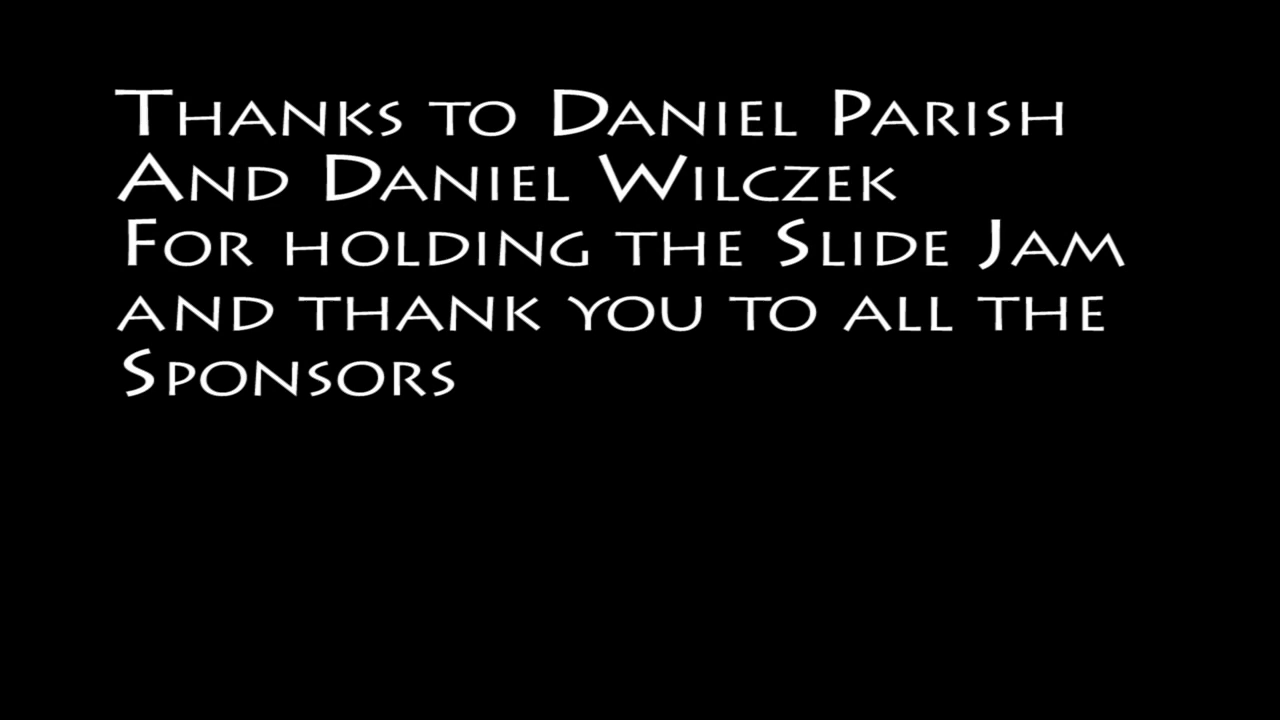 Thanks to Daniel Parish
And Daniel Wilczek
For holding the Slide Jam
and thank you to all the
Sponsors